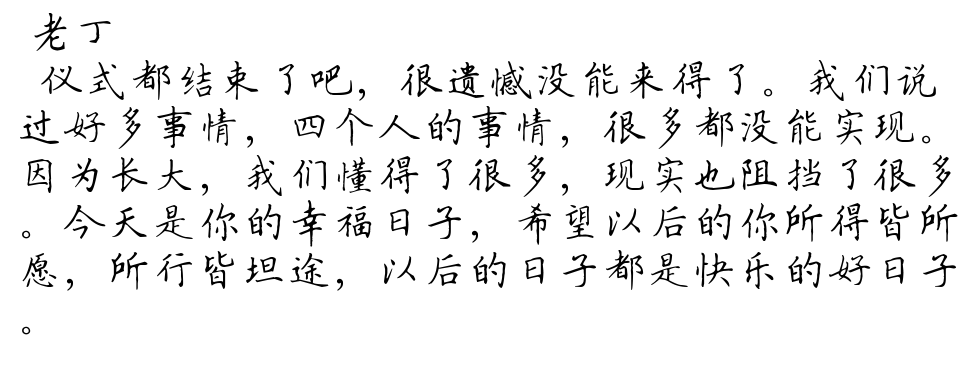 老丁
仪式都结束了吧，很遗憾没能来得了。我们说
过好多事情，四个人的事情，很多都没能实现。
因为长大，我们懂得了很多，现实也阻挡了很多
。今天是你的幸福日子，希望以后的你所得皆所
愿，所行皆坦途，以后的日子都是快乐的好日子
。